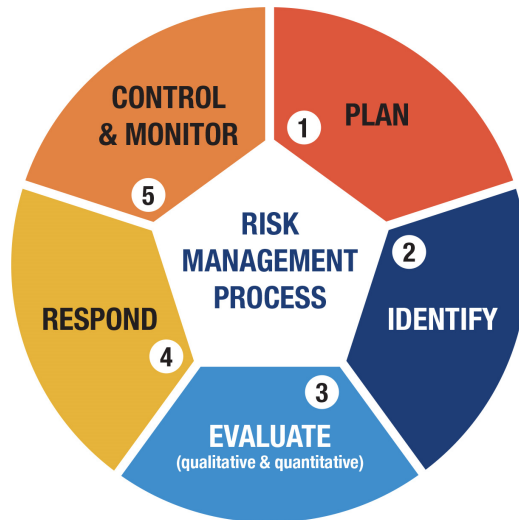 RISK
MANAGEMENT
PROCESS
1
PLAN
2
IDENTIFY
3
EVALUATE
(qualitative & quantitative)
4
RESPOND
5
CONTROL
& MONITOR